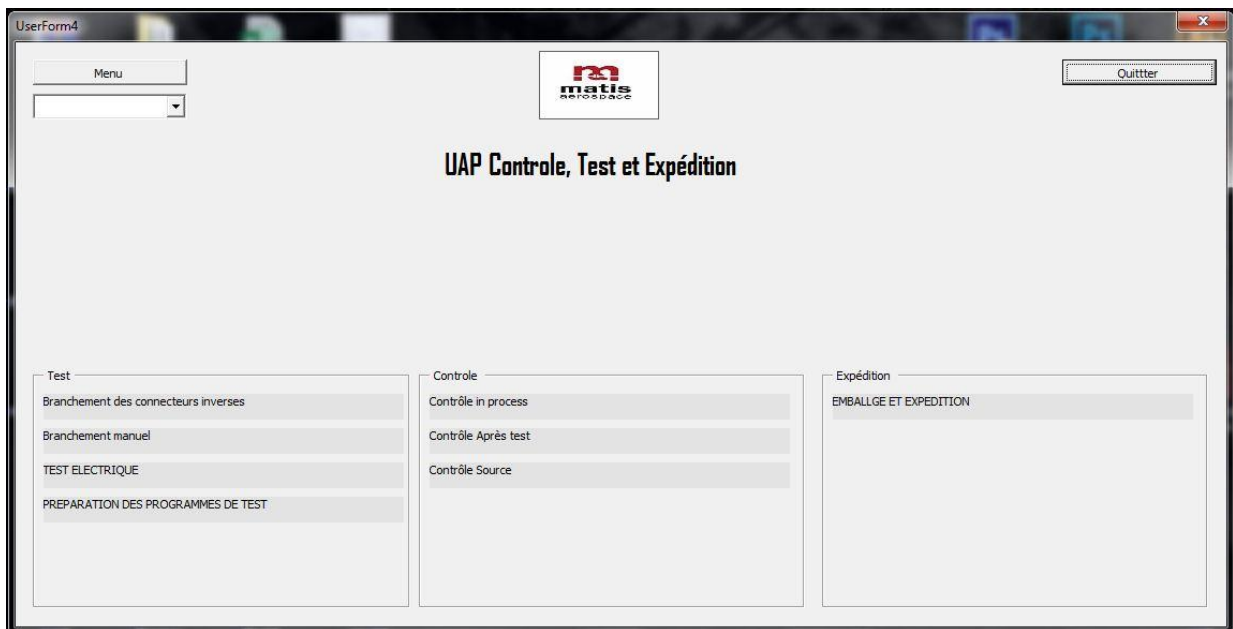 UserForm4
Menu
matis
aerospace
Quittter
UAP Controle, Test et Expédition
Test
Branchement des connecteurs inverses
Branchement manuel
TEST ELECTRIQUE
PREPARATION DES PROGRAMMES DE TEST
Controle
Contrôle in process
Contrôle Après test
Contrôle Source
Expédition
EMBALLGE ET EXPEDITION